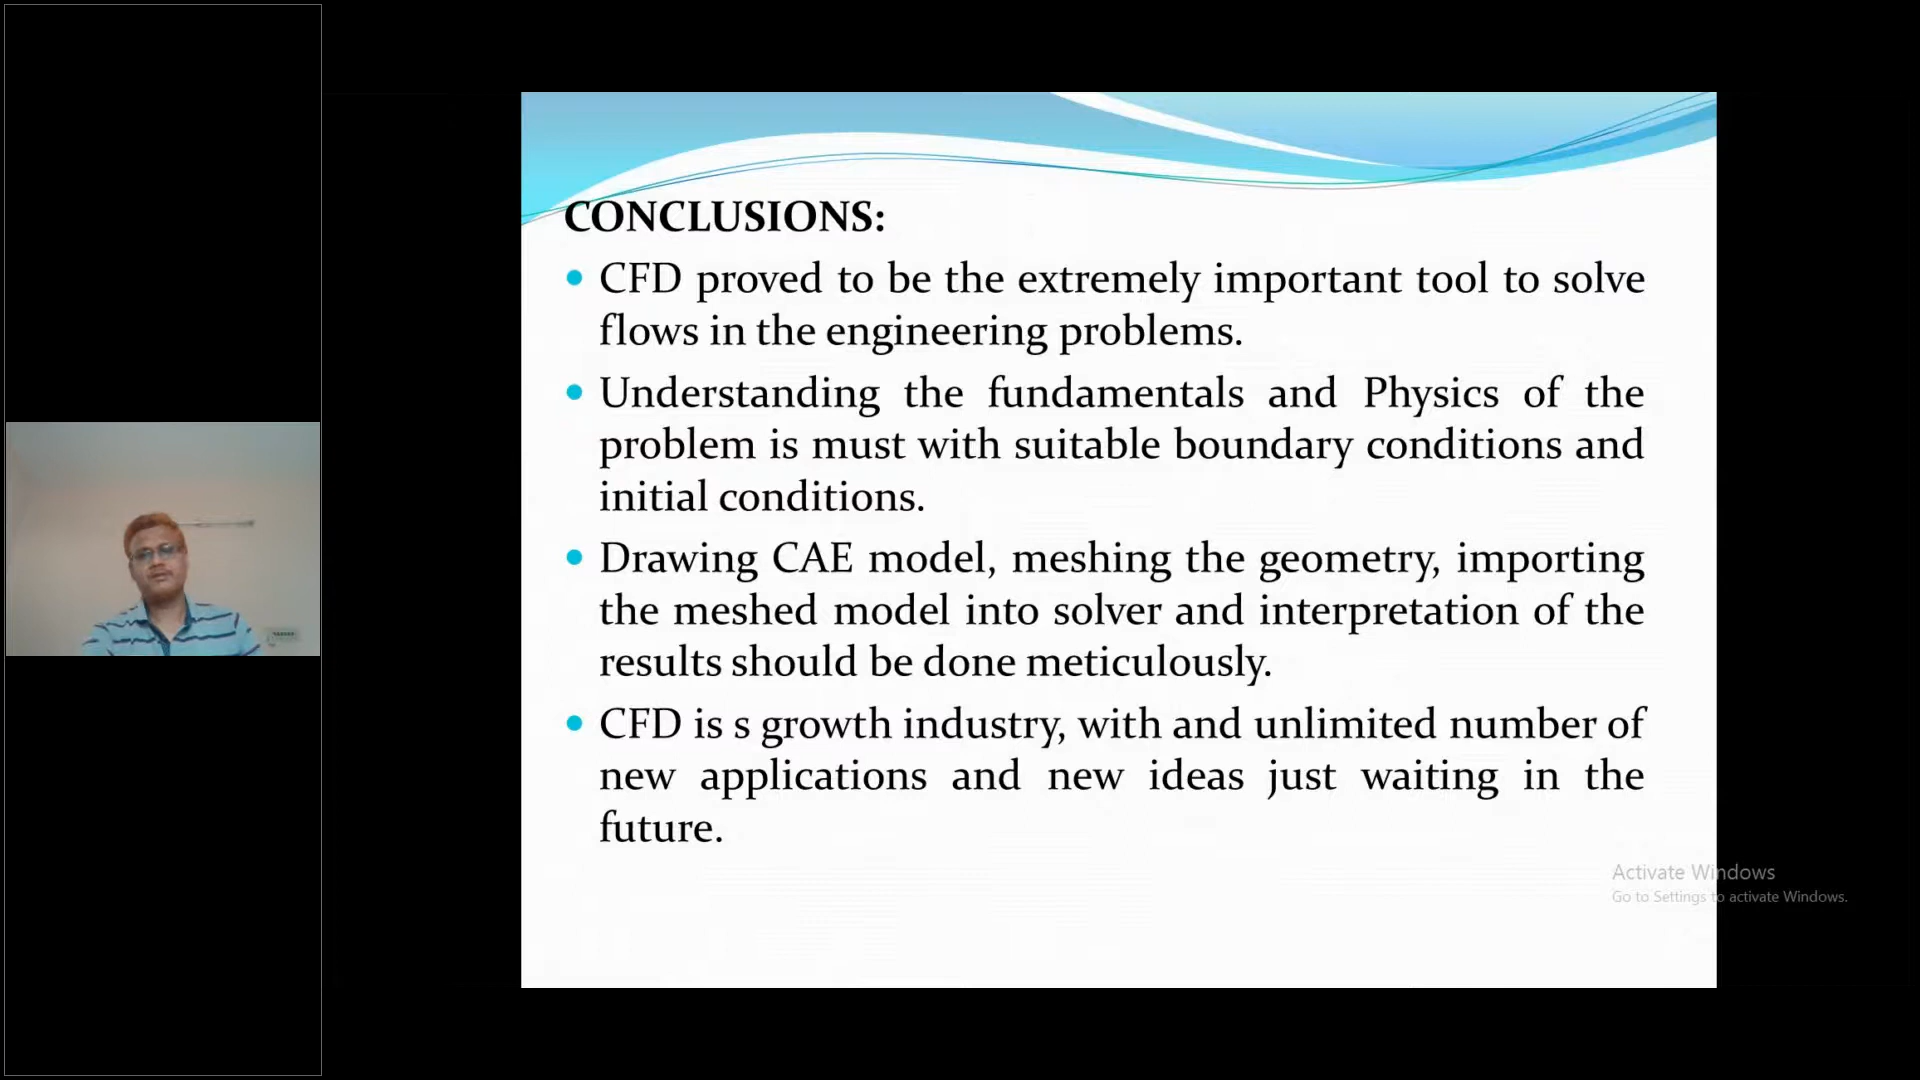 CONCLUSIONS:
CFD proved to be the extremely important tool to solve
flows in the engineering problems.
Understanding the fundamentals and Physics of the
problem is must with suitable boundary conditions and
initial conditions.
Drawing CAE model, meshing the geometry, importing
the meshed model into solver and interpretation of the
results should be done meticulously.
CFD is s growth industry, with and unlimited number of
new applications and new ideas just waiting in the
future.
Activate Windows
Go to Settings to activate Windows.